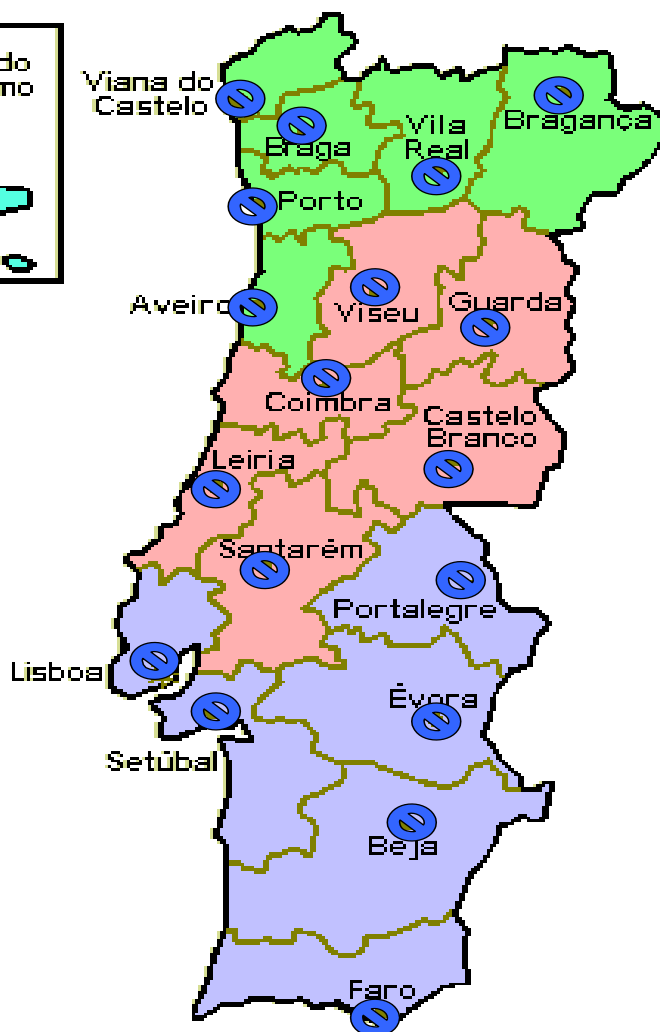 do
mo
Viana do
Castelo
Braga
Vila
Real
Bragança
Porto
Aveiro
Viseu
Guarda
Coimbra
Castelo
Branco
Leiria
Santarém
Portalegre
Lisboa
Évora
Setúbal
Beja
Faro